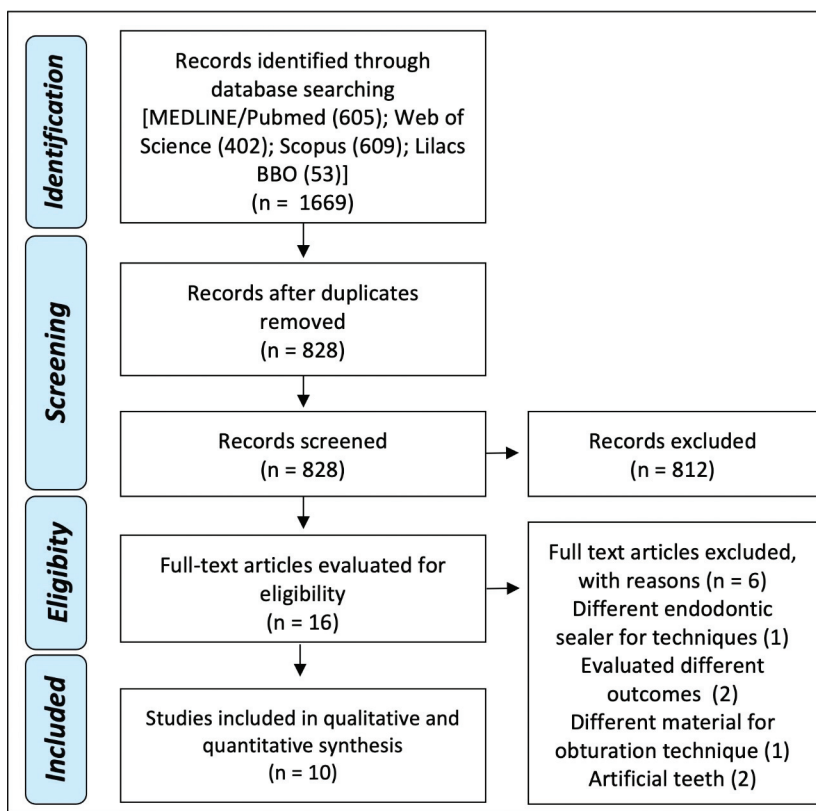 Identification
Records identified through
database searching
[MEDLINE/Pubmed (605); Web of
Science (402); Scopus (609); Lilacs
BBO (53)]
(n = 1669)
Screening
Records after duplicates
removed
(n = 828)
Records screened
(n = 828)
Records excluded
(n = 812)
Eligibity
Full-text articles evaluated for
eligibility
(n = 16)
Full text articles excluded,
with reasons (n = 6)
Different endodontic
sealer for techniques (1)
Evaluated different
outcomes (2)
Different material for
obturation technique (1)
Artificial teeth (2)
Included
Studies included in qualitative and
quantitative synthesis
(n = 10)